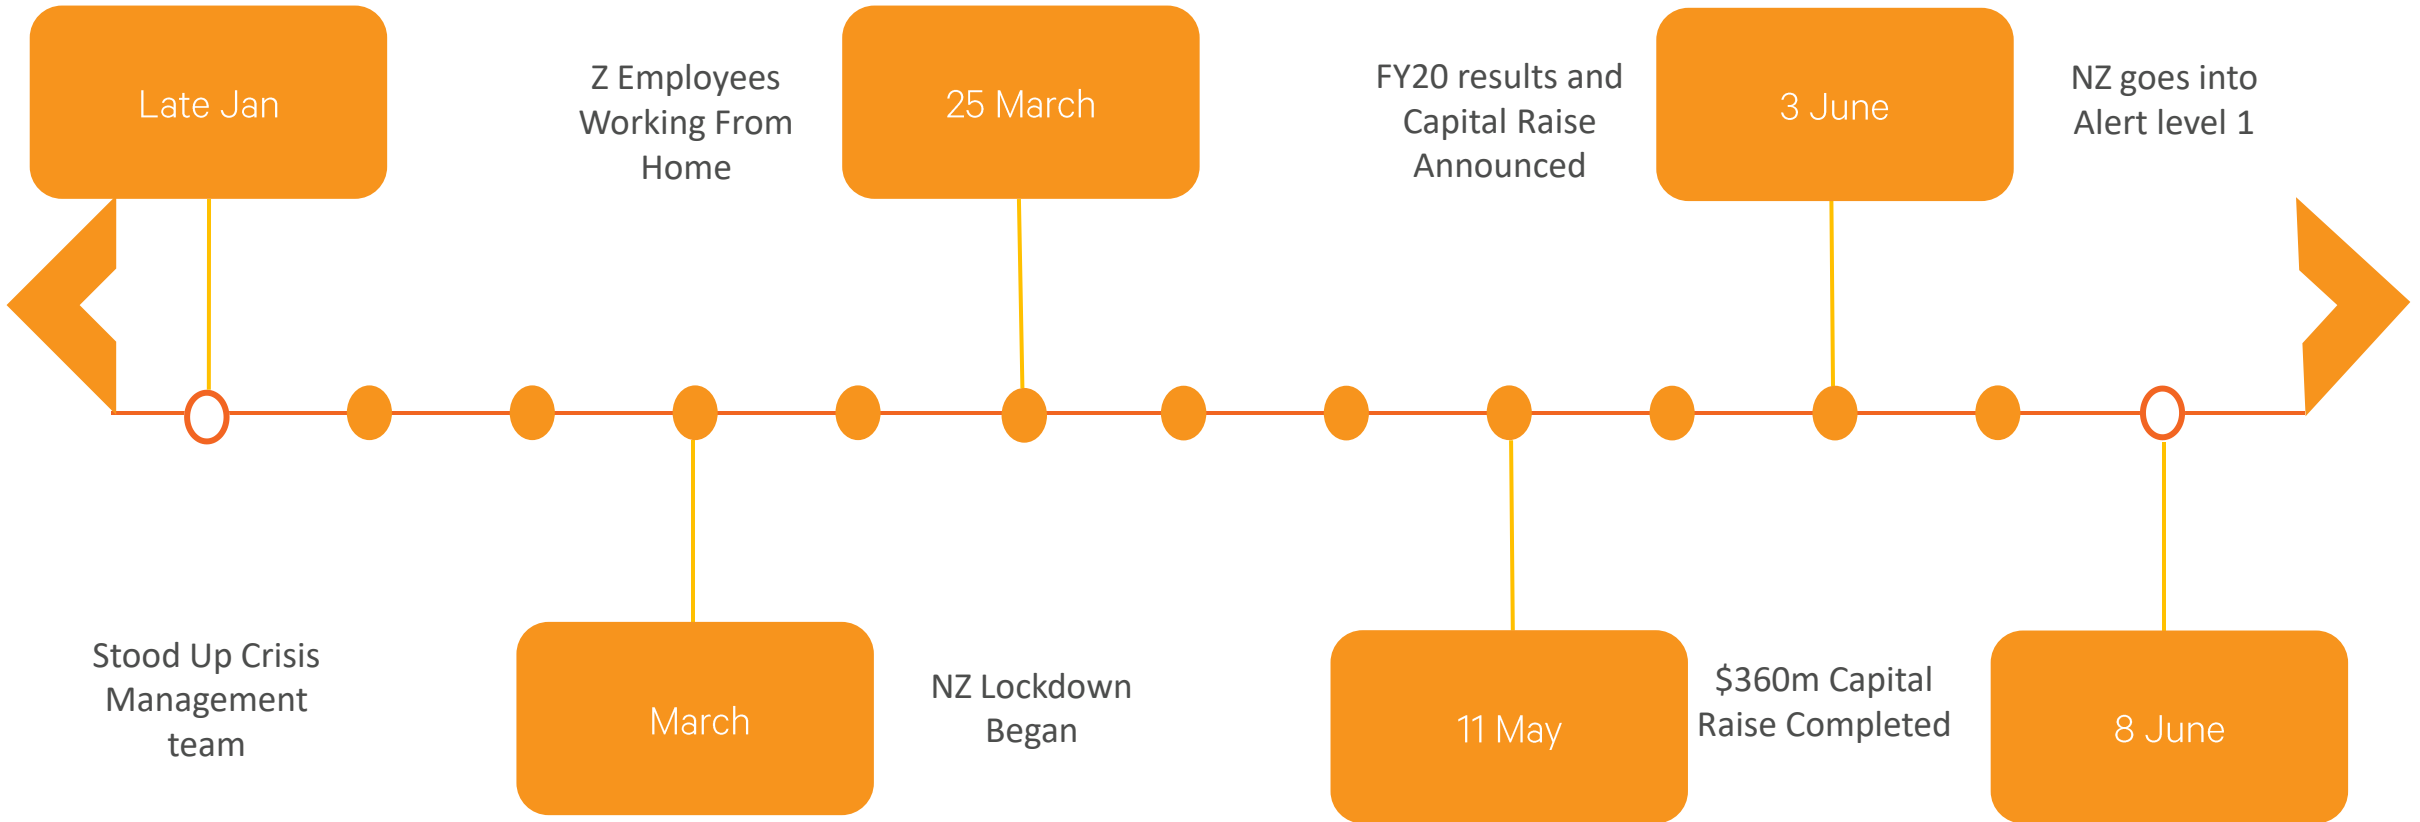 Late Jan
Stood Up Crisis
Management
team
Z Employees
Working From
Home
March
25 March
NZ Lockdown
Began
FY20 results and
Capital Raise
Announced
11 May
3 June
$360m Capital
Raise Completed
NZ goes into
Alert level 1
8 June